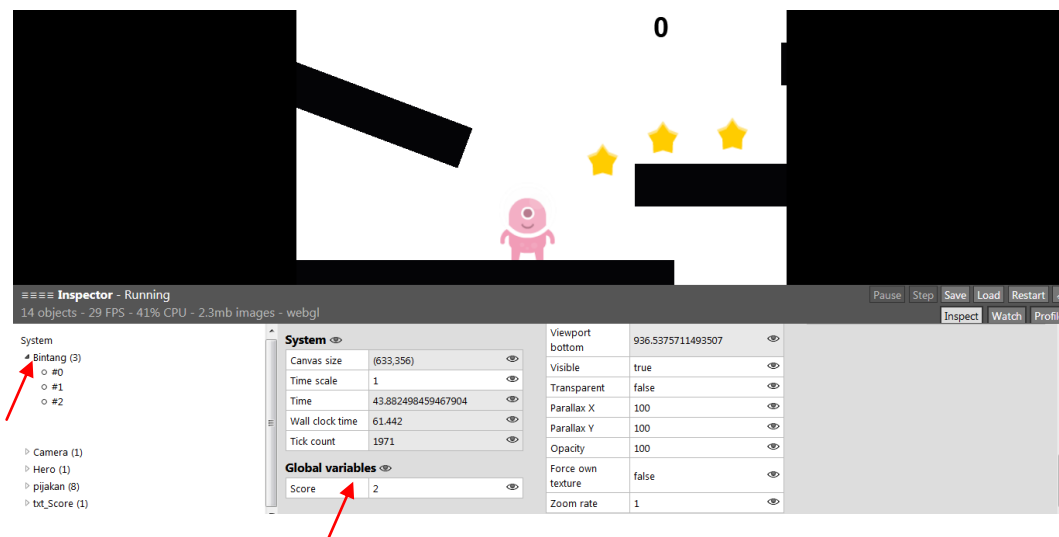 0
≡≡≡≡ Inspector - Running
Pause Step Save Load Restart
14 objects - 29 FPS - 41% CPU - 2.3mb images - webgl
Inspect Watch Profil
System
Bintang (3)
#0
#1
#2
Camera (1)
Hero (1)
pijakan (8)
txt_Score (1)
System
Canvas size (633,356)
Time scale 1
Time 43.882498459467904
Wall clock time 61.442
Tick count 1971
Global variables
Score 2
Viewport
bottom 936.5375711493507
Visible true
Transparent false
Parallax X 100
Parallax Y 100
Opacity 100
Force own
texture false
Zoom rate 1